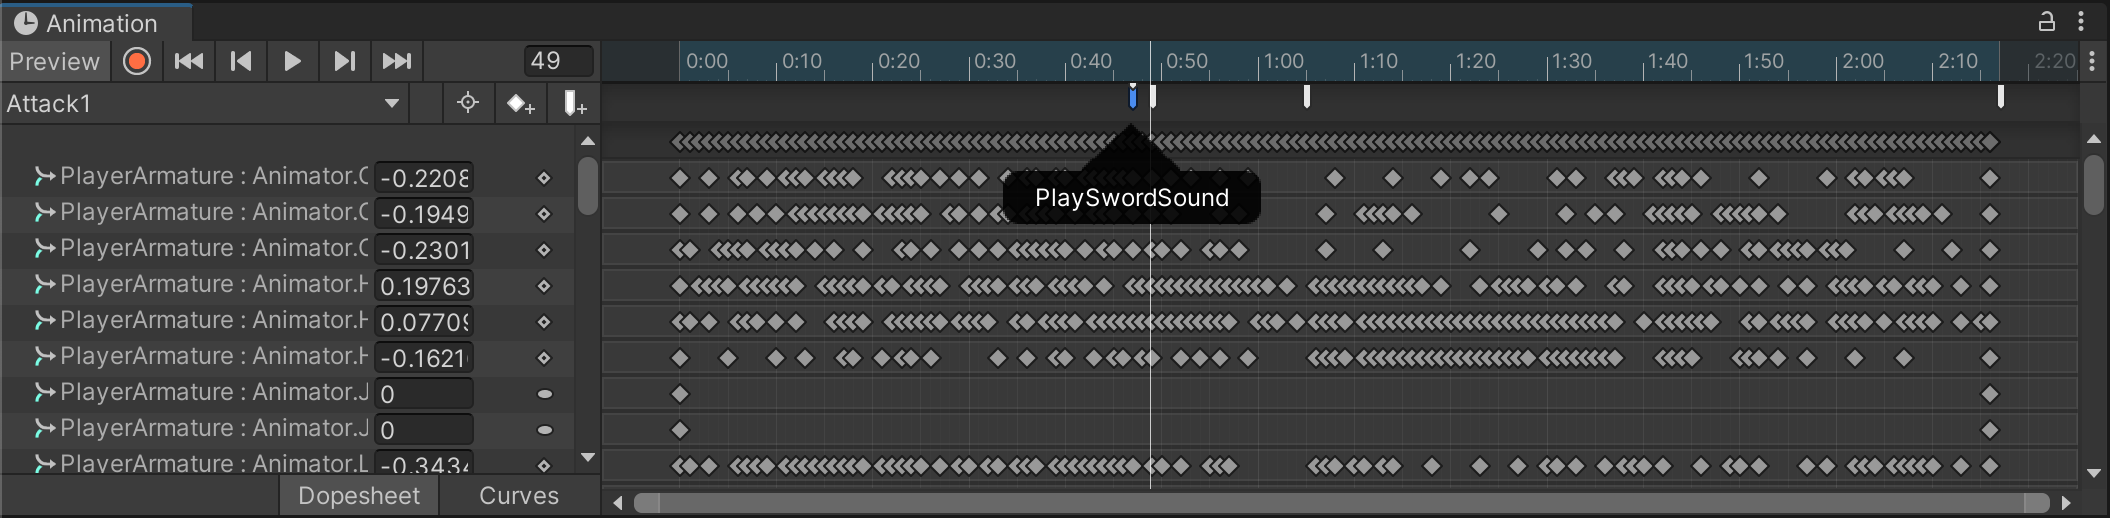 Animation
Preview 49 0:00 0:10 0:20 0:30 0:40 0:50 1:00 1:10 1:20 1:30 1:40 1:50 2:00 2:10 2:20
Attack1
PlayerArmature : Animator. -0.2208
PlaySwordSound
PlayerArmature : Animator. -0.1949
PlayerArmature : Animator. -0.2301
PlayerArmature : Animator.H 0.19763
PlayerArmature : Animator.H 0.0770
PlayerArmature : Animator.H -0.1621
PlayerArmature : Animator.J 0
PlayerArmature : Animator.J 0
PlayerArmature : Animator.L -0.3434
Dopesheet Curves